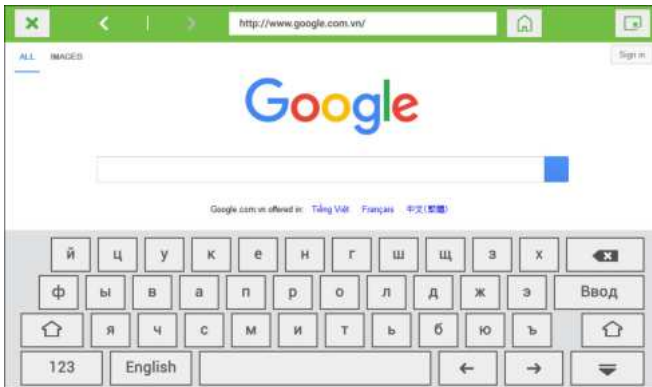 http://www.google.com.vn/
ALL IMAGES
Sign in
Google
Google.com.vn offered in: Tiếng Việt Français 中文(繁體)
й ц у к е н г ш щ з х
ф ы в а п р о л д ж э Ввод
я ч с м и т ь б ю ъ
123 English